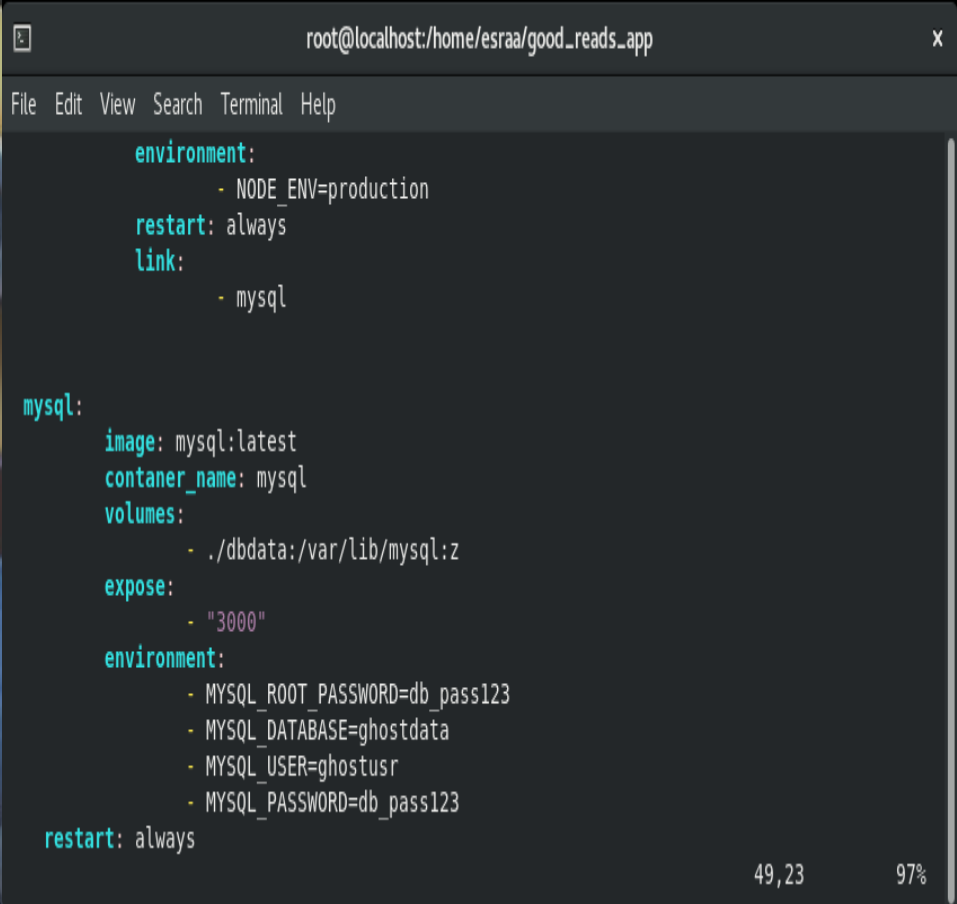 root@localhost:/home/esraa/good_reads_app x
File Edit View Search Terminal Help
environment:
- NODE_ENV=production
restart: always
link:
- mysql
mysql:
image: mysql:latest
contaner_name: mysql
volumes:
- ./dbdata:/var/lib/mysql:z
expose:
- "3000"
environment:
- MYSQL_ROOT_PASSWORD=db_pass123
- MYSQL_DATABASE=ghostdata
- MYSQL_USER=ghostusr
- MYSQL_PASSWORD=db_pass123
restart: always
49,23 97%